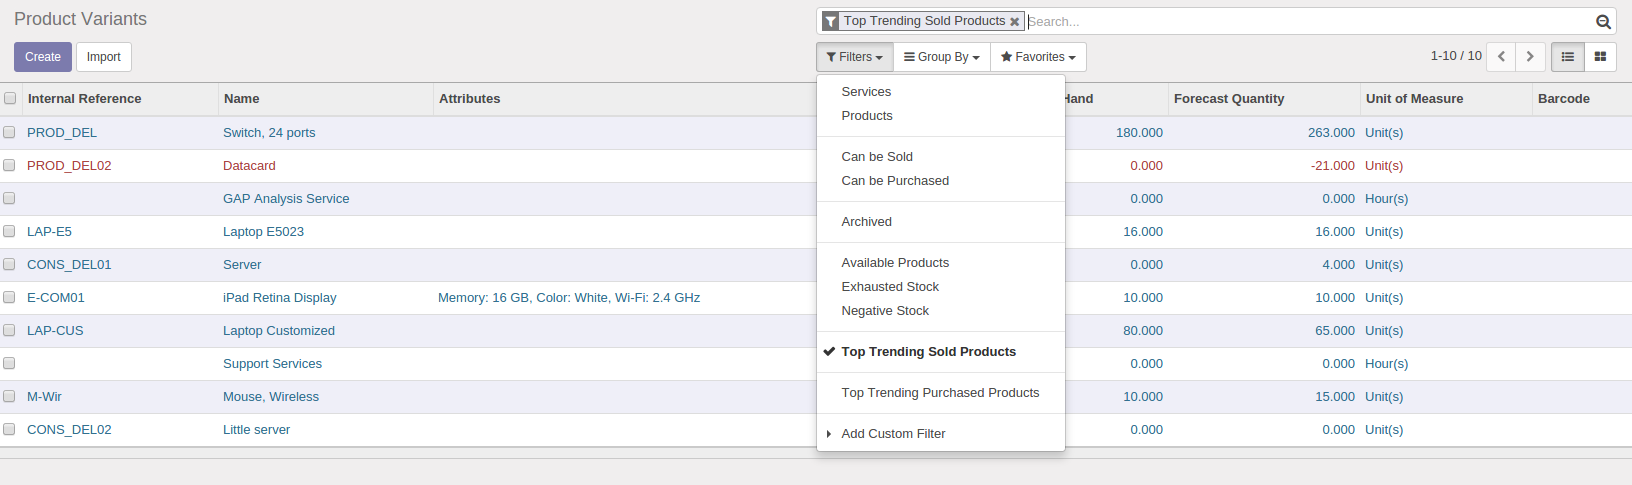 Product Variants
Top Trending Sold Products Search...
Create Import Filters Group By Favorites 1-10 / 10
Internal Reference Name Attributes Hand Forecast Quantity Unit of Measure Barcode
PROD_DEL Switch, 24 ports 180.000 263.000 Unit(s)
PROD_DEL02 Datacard 0.000 -21.000 Unit(s)
GAP Analysis Service 0.000 0.000 Hour(s)
LAP-E5 Laptop E5023 16.000 16.000 Unit(s)
CONS_DEL01 Server 0.000 4.000 Unit(s)
E-COM01 iPad Retina Display Memory: 16 GB, Color: White, Wi-Fi: 2.4 GHz 10.000 10.000 Unit(s)
LAP-CUS Laptop Customized 80.000 65.000 Unit(s)
Support Services 0.000 0.000 Hour(s)
M-Wir Mouse, Wireless 10.000 15.000 Unit(s)
CONS_DEL02 Little server 0.000 0.000 Unit(s)
Services
Products
Can be Sold
Can be Purchased
Archived
Available Products
Exhausted Stock
Negative Stock
Top Trending Sold Products
Top Trending Purchased Products
Add Custom Filter